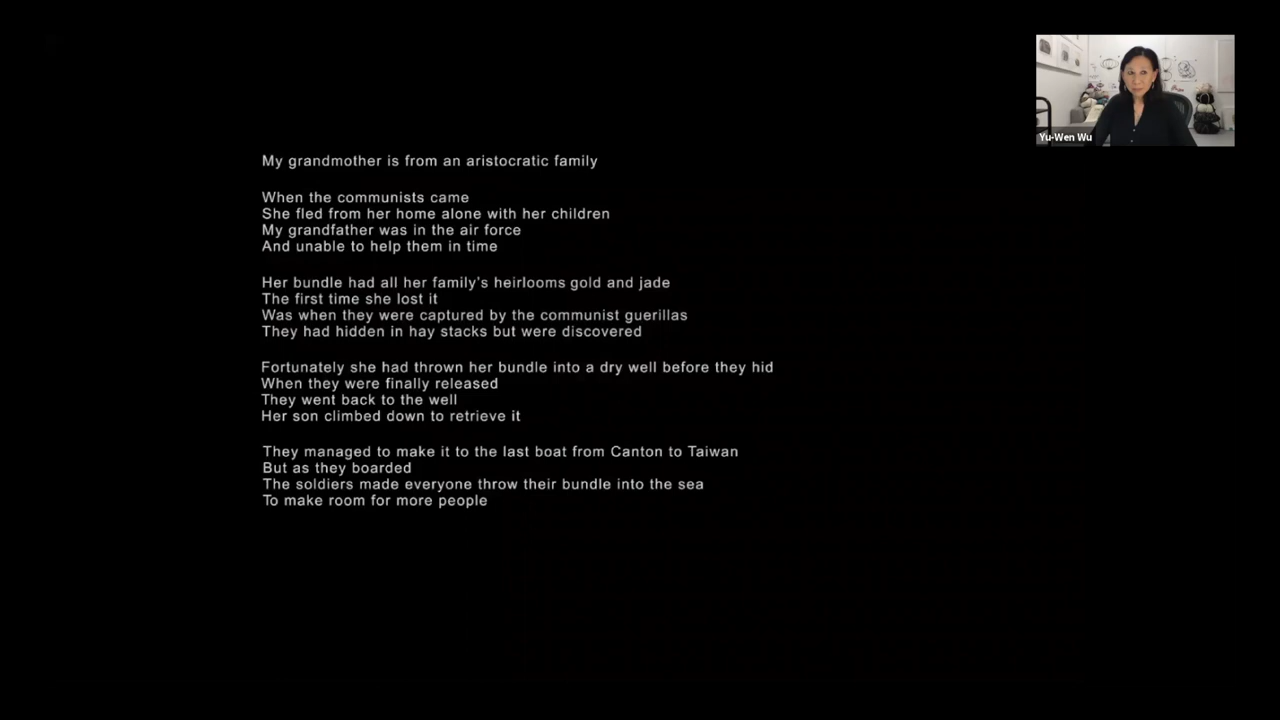 My grandmother is from an aristocratic family
When the communists came
She fled from her home alone with her children
My grandfather was in the air force
And unable to help them in time
Her bundle had all her family's heirlooms gold and jade
The first time she lost it
Was when they were captured by the communist guerillas
They had hidden in hay stacks but were discovered
Fortunately she had thrown her bundle into a dry well before they hid
When they were finally released
They went back to the well
Her son climbed down to retrieve it
They managed to make it to the last boat from Canton to Taiwan
But as they boarded
The soldiers made everyone throw their bundle into the sea
To make room for more people
Yu-Wen Wu